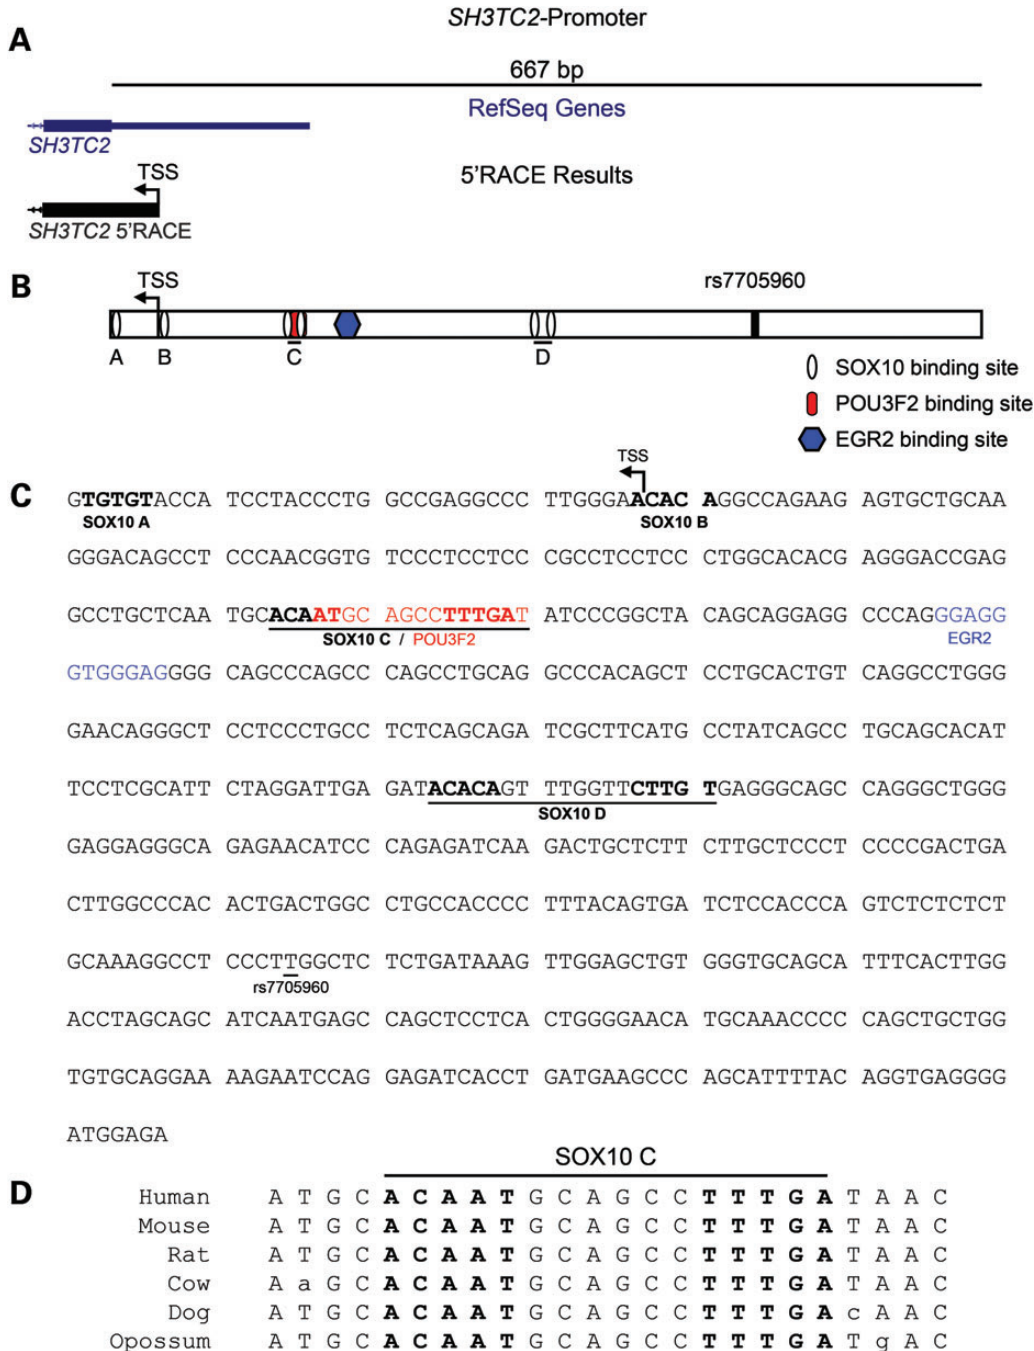 SH3TC2-Promoter
A
667 bp
RefSeq Genes
SH3TC2
TSS
5'RACE Results
SH3TC2 5'RACE
B
TSS
rs7705960
A B C D
SOX10 binding site
POU3F2 binding site
EGR2 binding site
TSS
C
GTGTGTACCA TCCTACCCTG GCCGAGGCCC TTGGGAACAC AGGCCAGAAG AGTGCTGCAA
SOX10 A SOX10 B
GGGACAGCCT CCCAACGGTG TCCCTCCTCC CGCCTCCTCC CTGGCACACG AGGGACCGAG
GCCTGCTCAA TGCACAATGC AGCCTTTGAT ATCCCGGCTA CAGCAGGAGG CCCAGGGAGG
SOX10 C / POU3F2 EGR2
GTGGGAGGGG CAGCCCAGCC CAGCCTGCAG GCCCACAGCT CCTGCACTGT CAGGCCTGGG
GAACAGGGCT CCTCCCTGCC TCTCAGCAGA TCGCTTCATG CCTATCAGCC TGCAGCACAT
TCCTCGCATT CTAGGATTGA GATACACAGT TTGGTTCTTG TGAGGGCAGC CAGGGCTGGG
SOX10 D
GAGGAGGGCA GAGAACATCC CAGAGATCAA GACTGCTCTT CTTGCTCCCT CCCCGACTGA
CTTGGCCCAC ACTGACTGGC CTGCCACCCC TTTACAGTGA TCTCCACCCA GTCTCTCTCT
GCAAAGGCCT CCCTTGGCTC TCTGATAAAG TTGGAGCTGT GGGTGCAGCA TTTCACTTGG
rs7705960
ACCTAGCAGC ATCAATGAGC CAGCTCCTCA CTGGGGAACA TGCAAACCCC CAGCTGCTGG
TGTGCAGGAA AAGAATCCAG GAGATCACCT GATGAAGCCC AGCATTTTAC AGGTGAGGGG
ATGGAGA
SOX10 C
D
Human A T G C A C A A T G C A G C C T T T G A T A A C
Mouse A T G C A C A A T G C A G C C T T T G A T A A C
Rat A T G C A C A A T G C A G C C T T T G A T A A C
Cow A a G C A C A A T G C A G C C T T T G A T A A C
Dog A T G C A C A A T G C A G C C T T T G A c A A C
Opossum A T G C A C A A T G C A G C C T T T G A T g A C